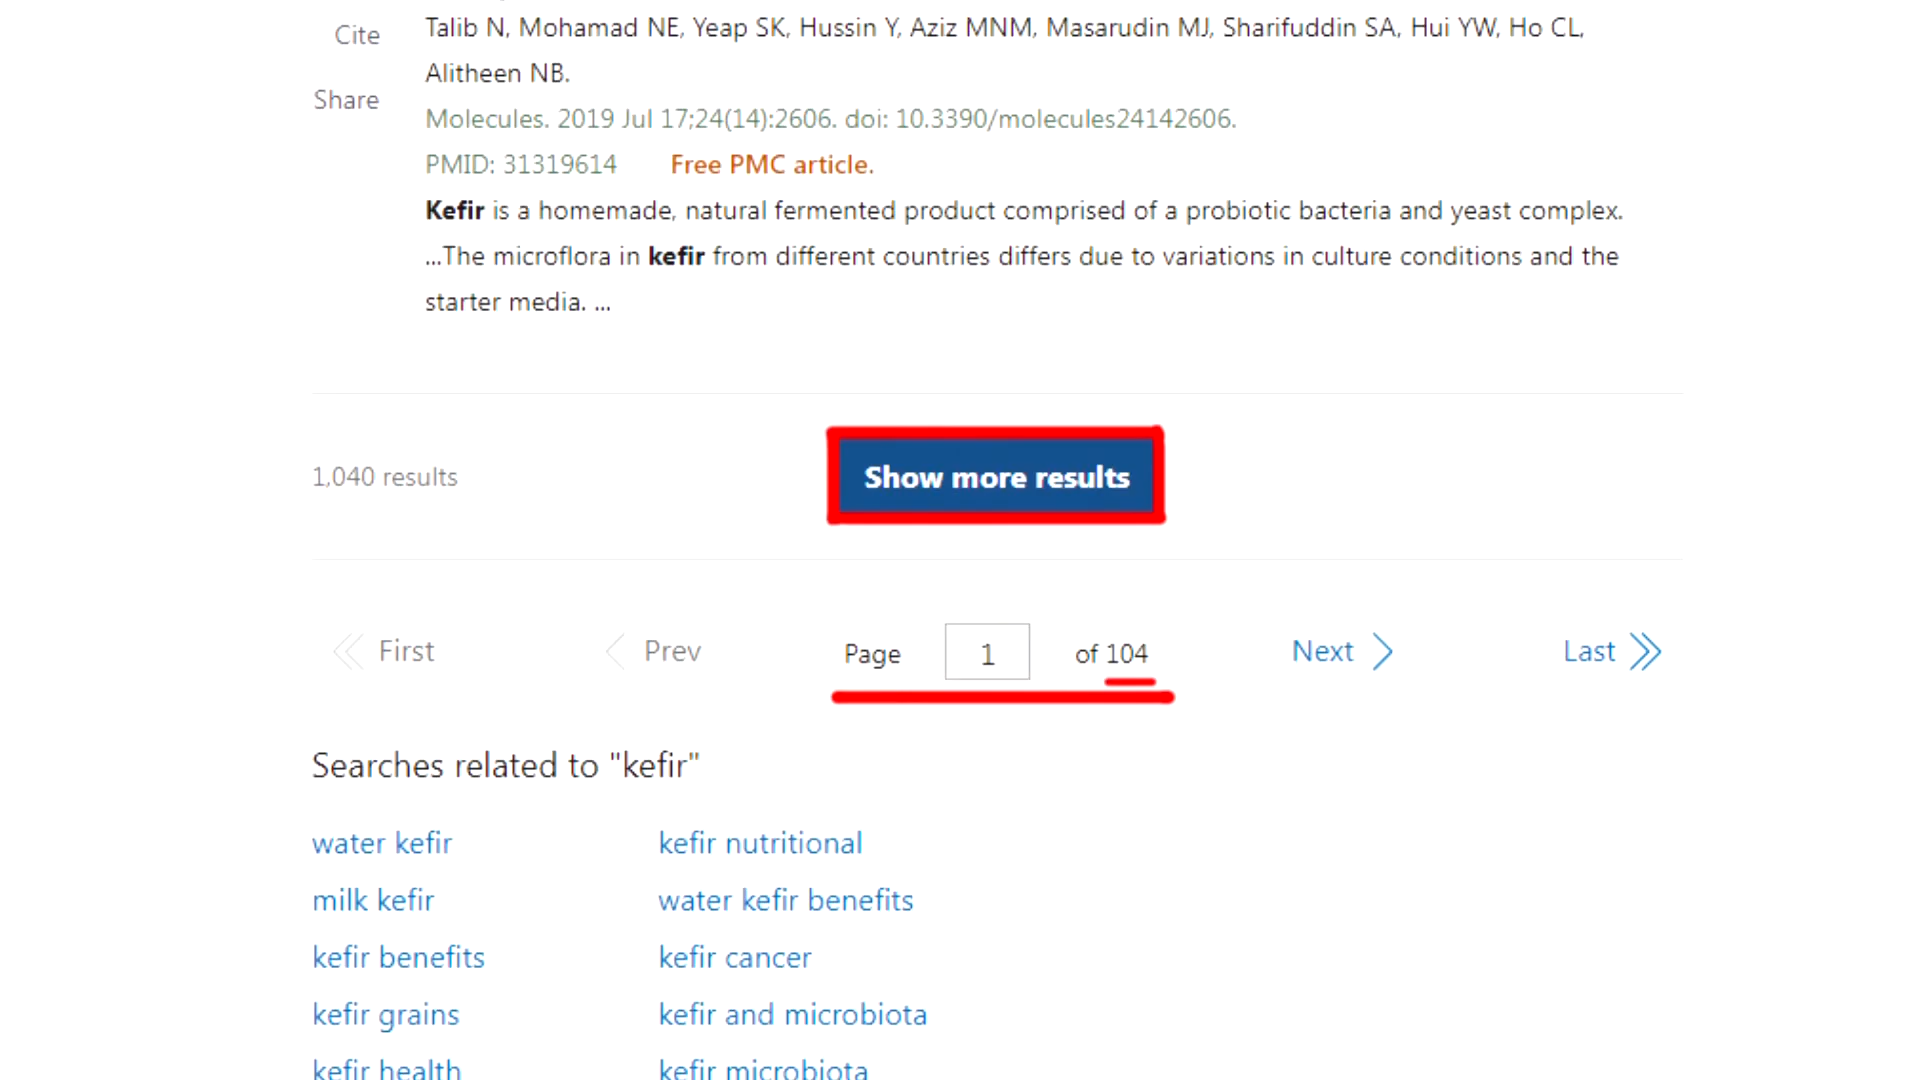 Cite
Share
Talib N, Mohamad NE, Yeap SK, Hussin Y, Aziz MNM, Masarudin MJ, Sharifuddin SA, Hui YW, Ho CL,
Alitheen NB.
Molecules. 2019 Jul 17;24(14):2606. doi: 10.3390/molecules24142606.
PMID: 31319614 Free PMC article.
Kefir is a homemade, natural fermented product comprised of a probiotic bacteria and yeast complex.
...The microflora in kefir from different countries differs due to variations in culture conditions and the
starter media. ...
1,040 results
Show more results
First Prev Page 1 of 104 Next Last
Searches related to "kefir"
water kefir
milk kefir
kefir benefits
kefir grains
kefir health
kefir nutritional
water kefir benefits
kefir cancer
kefir and microbiota
kefir microbiota